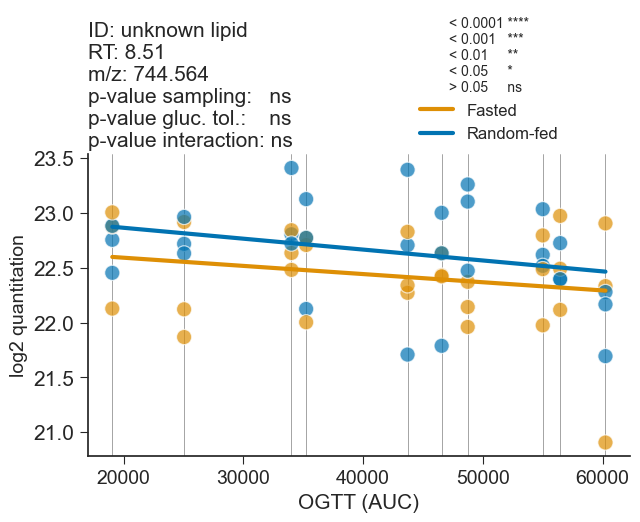 ID: unknown lipid
RT: 8.51
m/z: 744.564
p-value sampling: ns
p-value gluc. tol.: ns
p-value interaction: ns
< 0.0001 ****
< 0.001 ***
< 0.01 **
< 0.05 *
> 0.05 ns
Fasted
Random-fed
23.5
23.0
22.5
22.0
21.5
21.0
log2 quantitation
20000 30000 40000 50000 60000
OGTT (AUC)